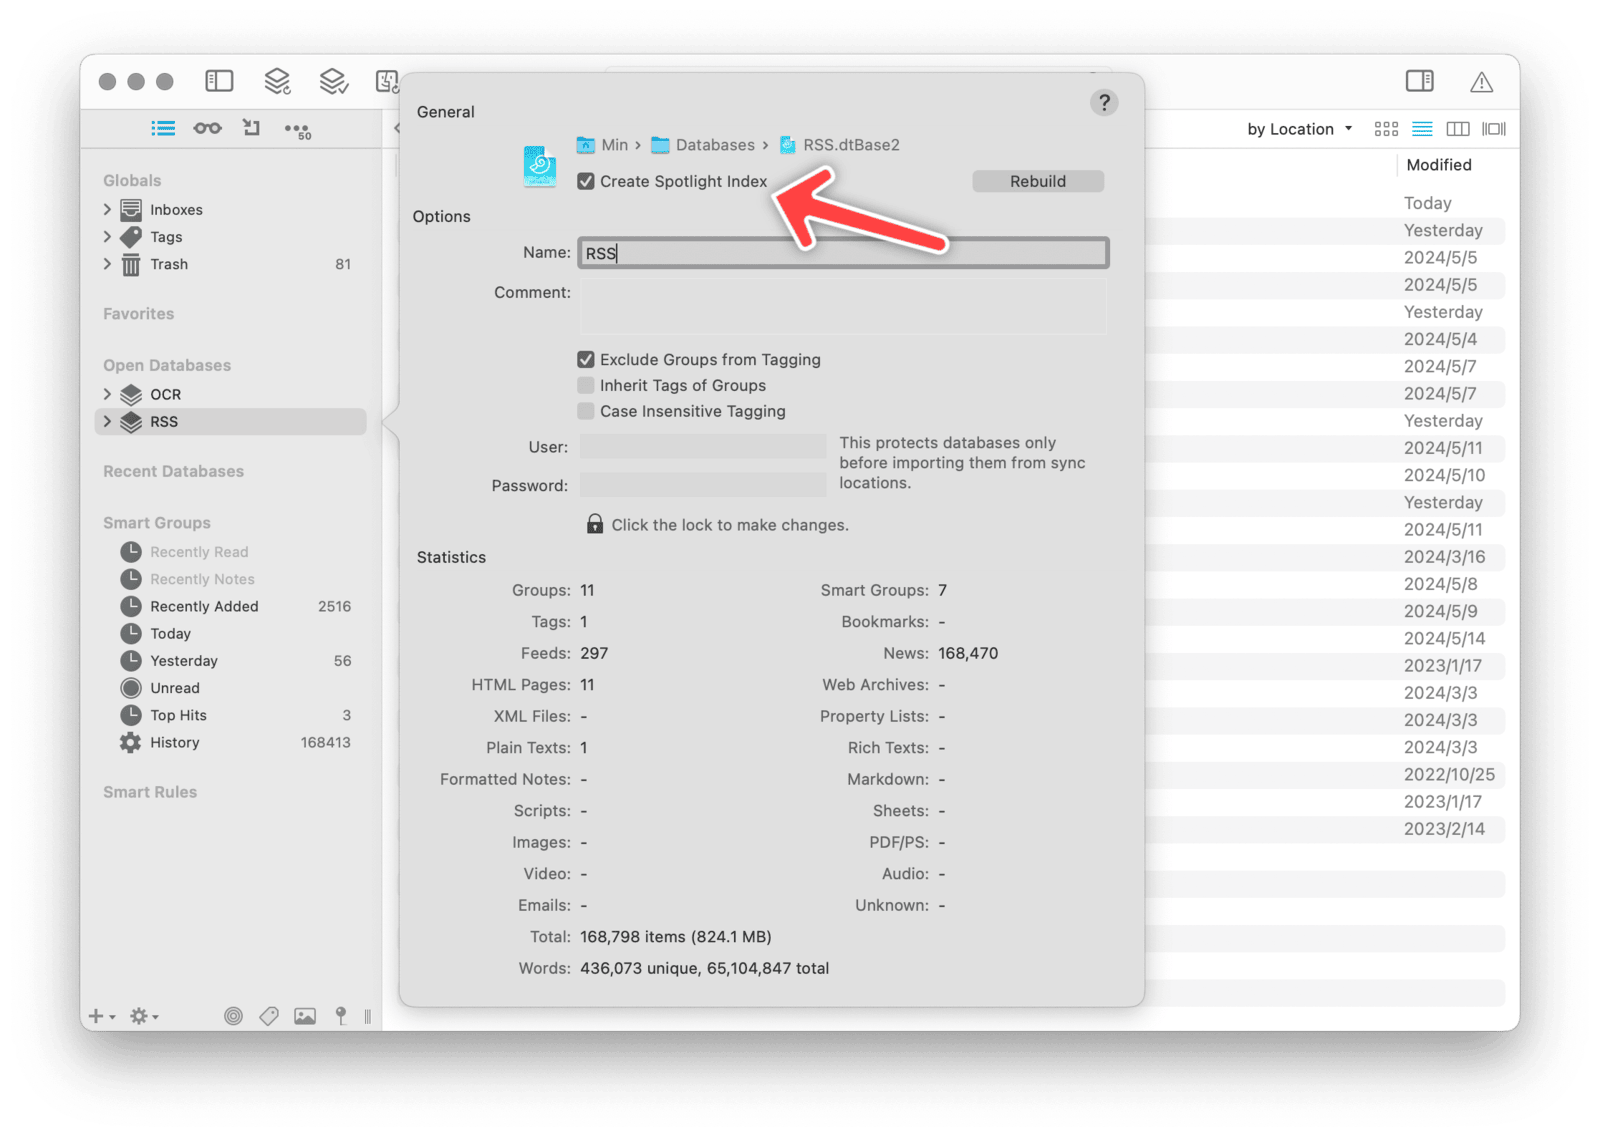 50
Globals
Inboxes
Tags
Trash 81
Favorites
Open Databases
OCR
RSS
Recent Databases
Smart Groups
Recently Read
Recently Notes
Recently Added 2516
Today
Yesterday 56
Unread
Top Hits 3
History 168413
Smart Rules
General
?
Min › Databases › RSS.dtBase2
Create Spotlight Index
Rebuild
Options
Name: RSS
Comment:
Exclude Groups from Tagging
Inherit Tags of Groups
Case Insensitive Tagging
User:
Password:
This protects databases only
before importing them from sync
locations.
Click the lock to make changes.
Statistics
Groups: 11 Smart Groups: 7
Tags: 1 Bookmarks: -
Feeds: 297 News: 168,470
HTML Pages: 11 Web Archives: -
XML Files: - Property Lists: -
Plain Texts: 1 Rich Texts: -
Formatted Notes: - Markdown: -
Scripts: - Sheets: -
Images: - PDF/PS: -
Video: - Audio: -
Emails: - Unknown: -
Total: 168,798 items (824.1 MB)
Words: 436,073 unique, 65,104,847 total
by Location
Modified
Today
Yesterday
2024/5/5
2024/5/5
Yesterday
2024/5/4
2024/5/7
2024/5/7
Yesterday
2024/5/11
2024/5/10
Yesterday
2024/5/11
2024/3/16
2024/5/8
2024/5/9
2024/5/14
2023/1/17
2024/3/3
2024/3/3
2024/3/3
2022/10/25
2023/1/17
2023/2/14